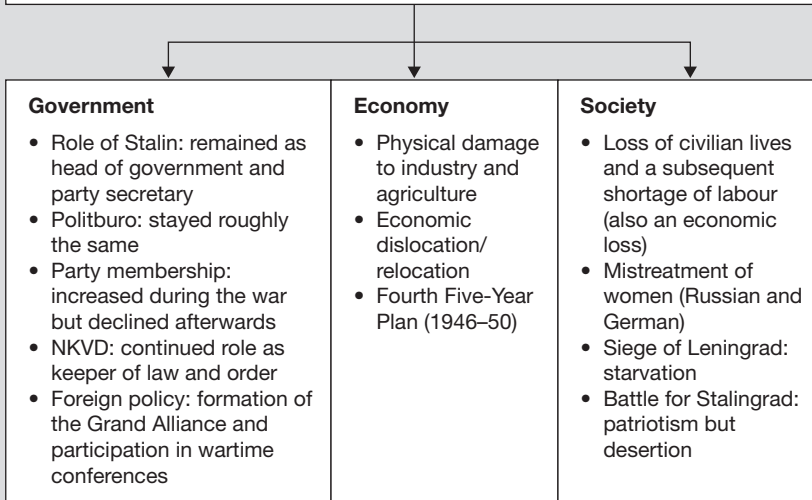 Government
• Role of Stalin: remained as
head of government and
party secretary
• Politburo: stayed roughly
the same
• Party membership:
increased during the war
but declined afterwards
• NKVD: continued role as
keeper of law and order
• Foreign policy: formation of
the Grand Alliance and
participation in wartime
conferences
Economy
• Physical damage
to industry and
agriculture
• Economic
dislocation/
relocation
• Fourth Five-Year
Plan (1946–50)
Society
• Loss of civilian lives
and a subsequent
shortage of labour
(also an economic
loss)
• Mistreatment of
women (Russian and
German)
• Siege of Leningrad:
starvation
• Battle for Stalingrad:
patriotism but
desertion